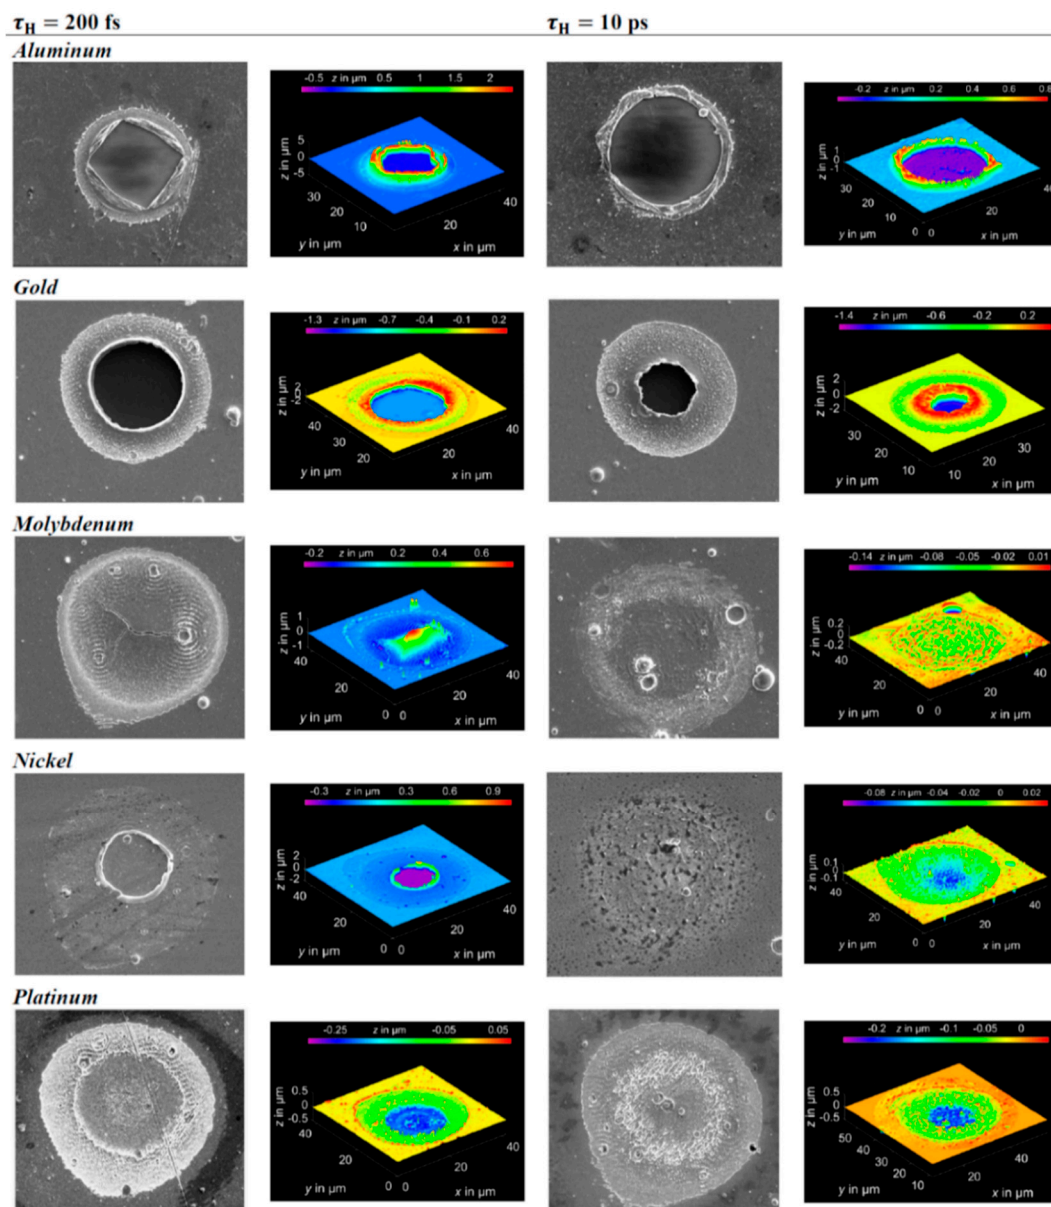 τH = 200 fs τH = 10 ps
Aluminum
-0.5 z in µm 0.5 1 1.5 2
z in µm 5 0 -5
30 20 10
y in µm
20 40
x in µm
-0.2 z in µm 0.2 0.4 0.6 0.8
z in µm 1 0 -1
40 20 0
y in µm
0 20 40
x in µm
Gold
-1.3 z in µm -0.7 -0.4 -0.1 0.2
z in µm 2 0 -2
40 30 20
y in µm
20 40
x in µm
-1.4 z in µm -0.6 -0.2 0.2
z in µm 2 0 -2
30 20 10
y in µm
10 20 30
x in µm
Molybdenum
-0.2 z in µm 0.2 0.4 0.6
z in µm 1 0 -1
40 20 0
y in µm
0 20 40
x in µm
-0.14 z in µm -0.08 -0.05 -0.02 0.01
z in µm 0.2 0 -0.2
40 20 0
y in µm
0 20 40
x in µm
Nickel
-0.3 z in µm 0.3 0.6 0.9
z in µm 2 0 -2
40 20 0
y in µm
0 20 40
x in µm
-0.08 z in µm -0.04 -0.02 0 0.02
z in µm 0.1 -0.1
40 20 0
y in µm
0 20 40
x in µm
Platinum
-0.25 z in µm -0.05 0.05
z in µm 0.5 0 -0.5
40 20 0
y in µm
0 20 40
x in µm
-0.2 z in µm -0.1 -0.05 0
z in µm 0.5 0 -0.5
50 40 30 20 10
y in µm
20 40
x in µm